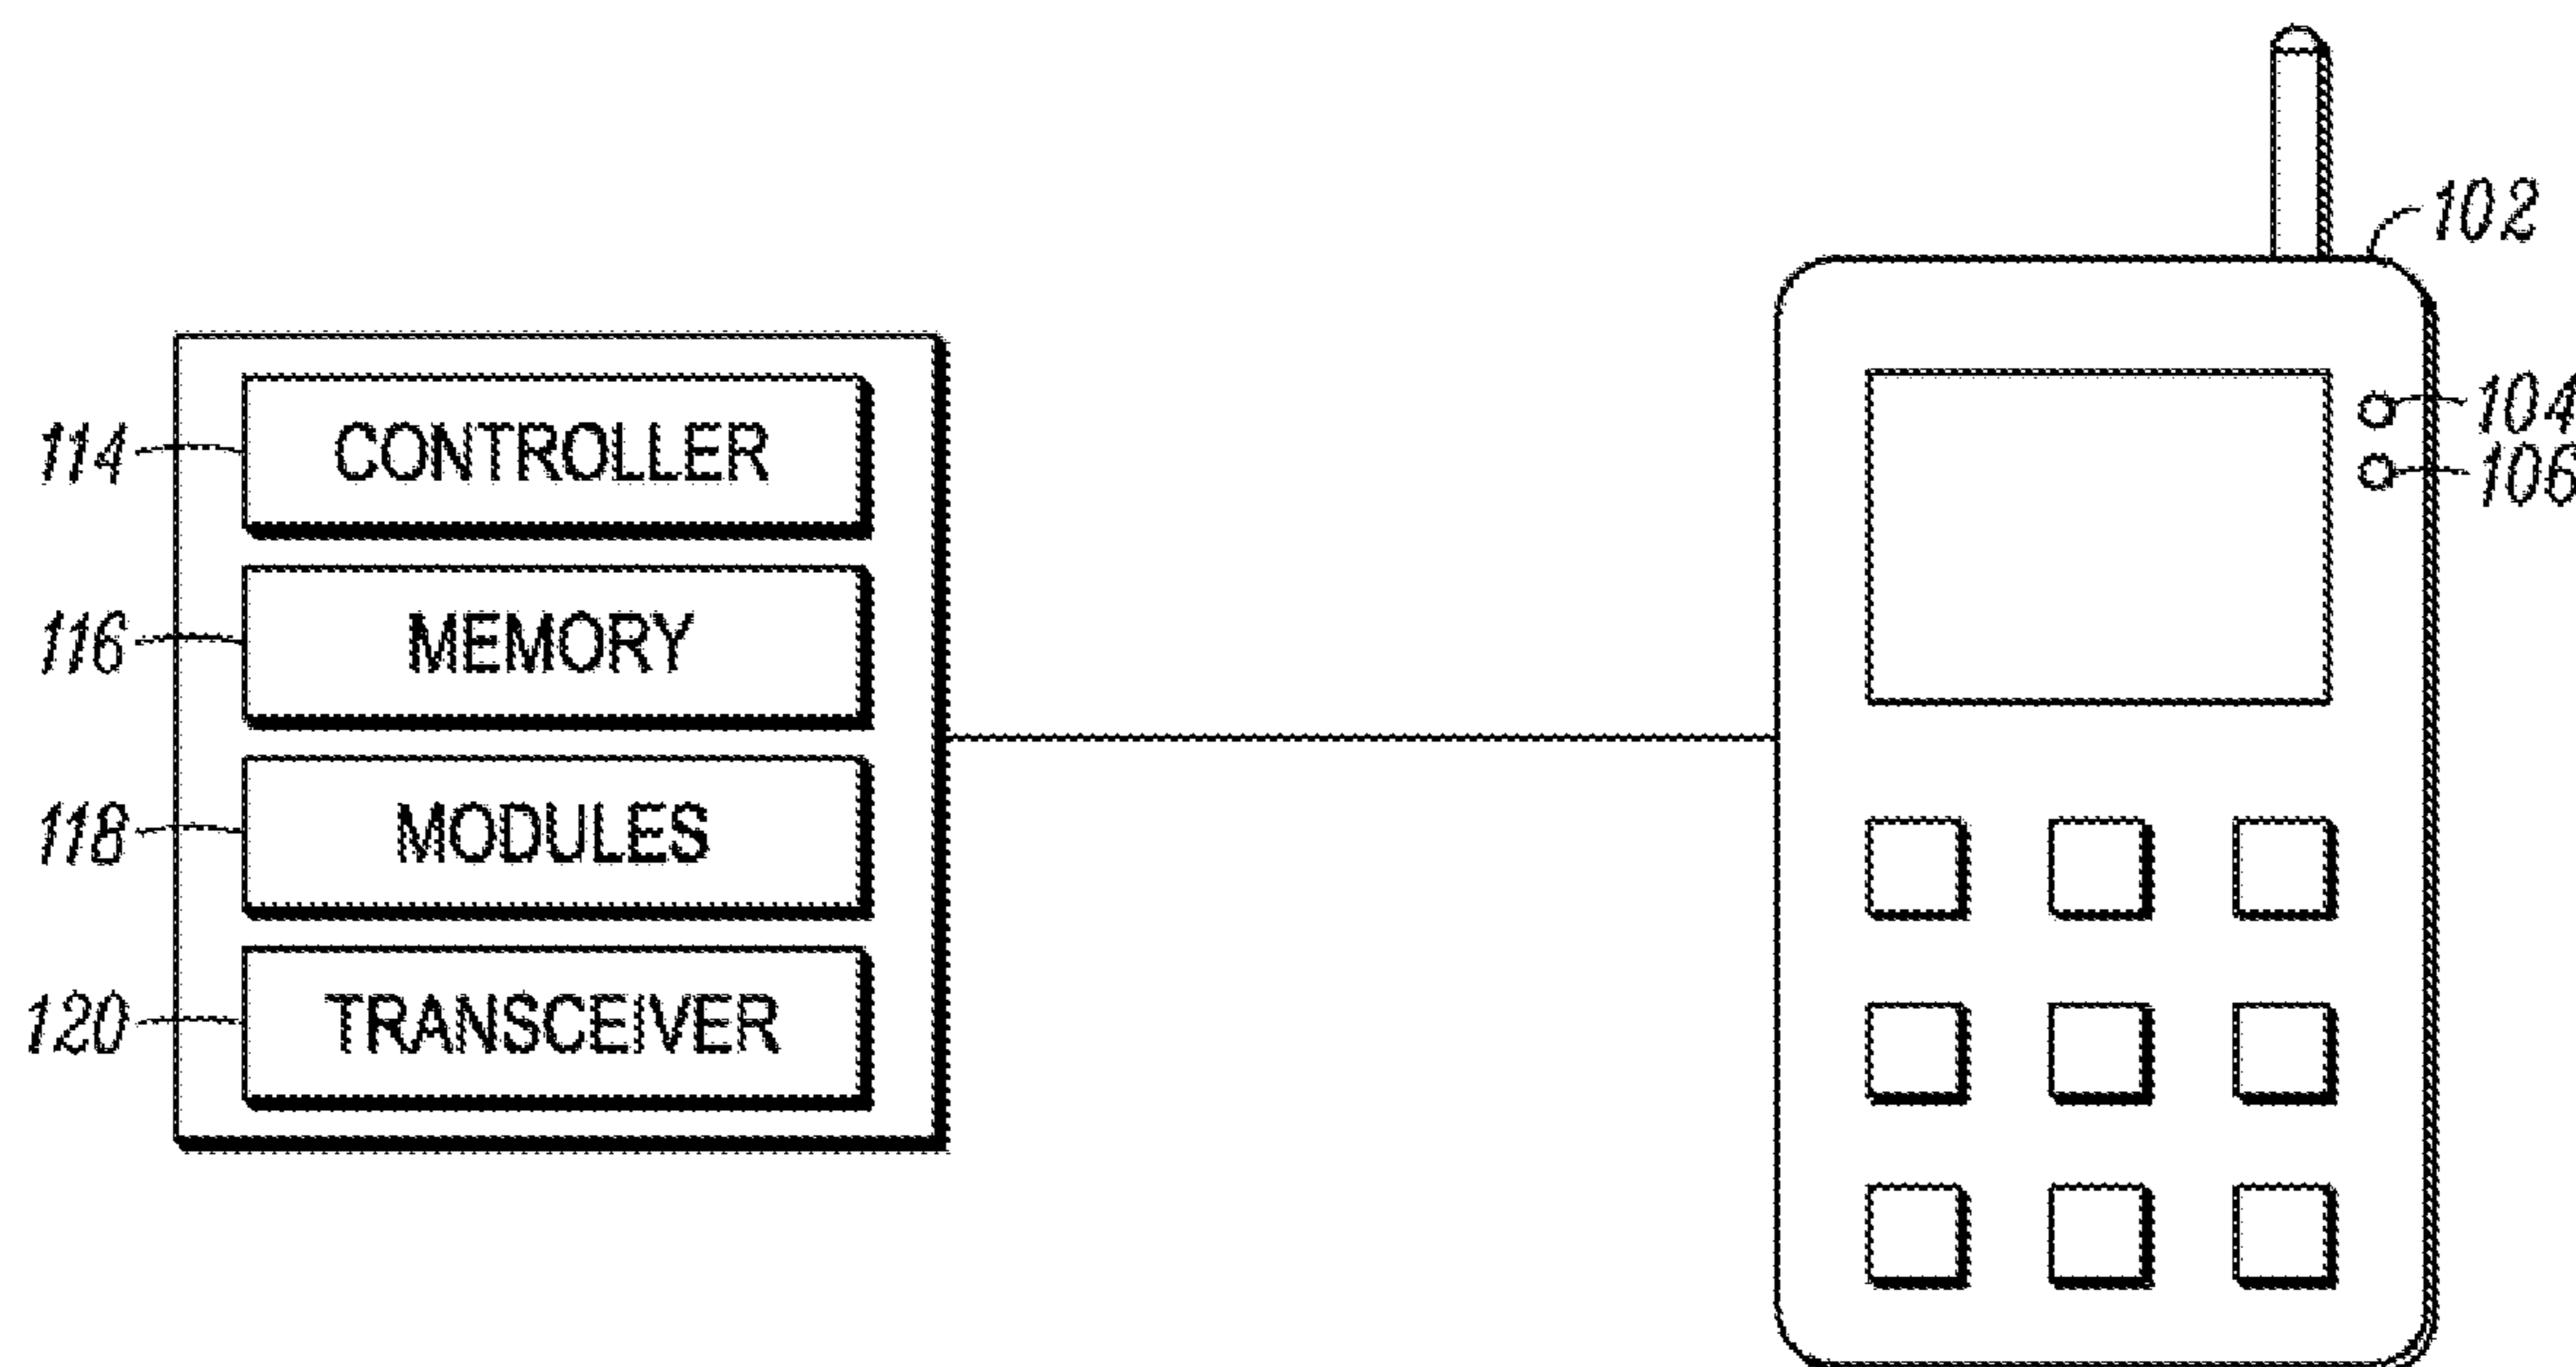 102
104
114 CONTROLLER
106
116 MEMORY
118 MODULES
120 TRANSCEIVER